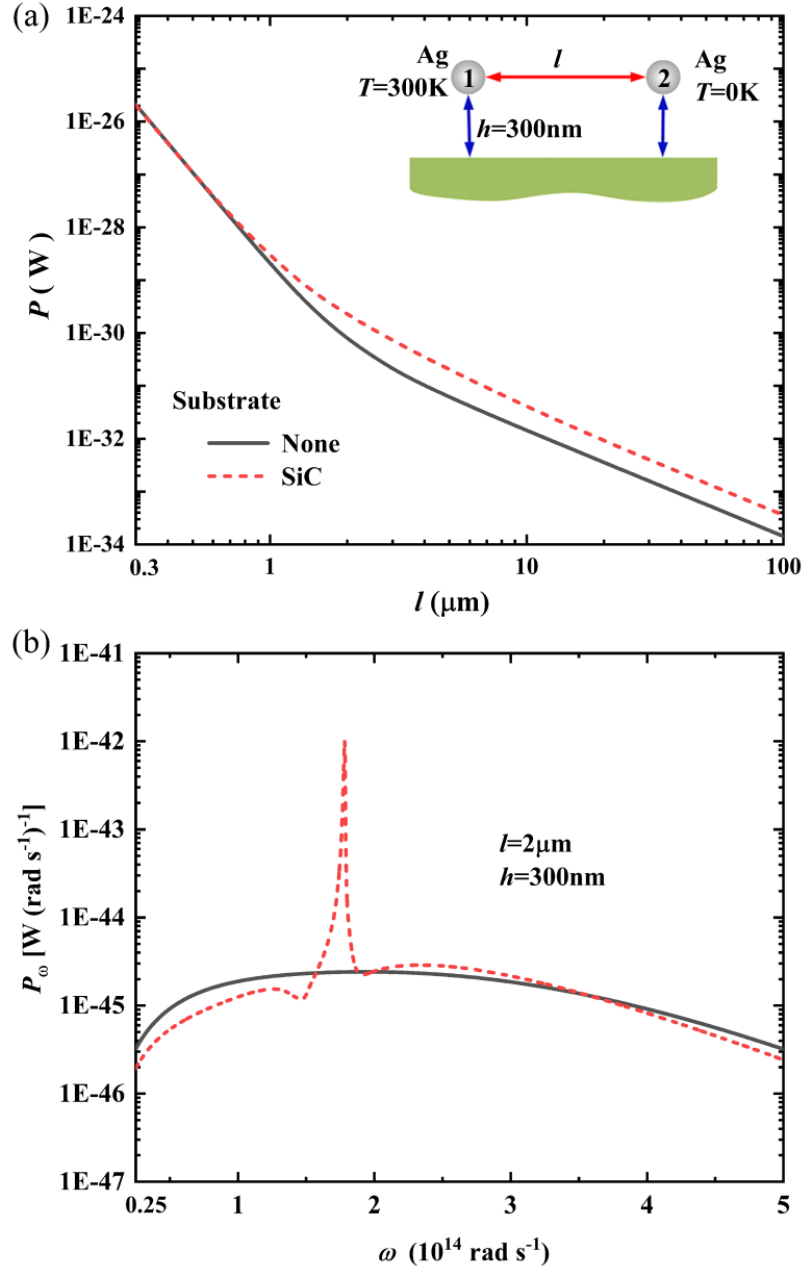 (a)
1E-24
1E-26
1E-28
1E-30
1E-32
1E-34
P ( W )
Ag
T=300K
1
l
2
Ag
T=0K
h=300nm
Substrate
None
SiC
0.3
1
10
100
l (μm)
(b)
1E-41
1E-42
1E-43
1E-44
1E-45
1E-46
1E-47
Pω [W (rad s⁻¹)⁻¹]
l=2μm
h=300nm
0.25
1
2
3
4
5
ω (10¹⁴ rad s⁻¹)